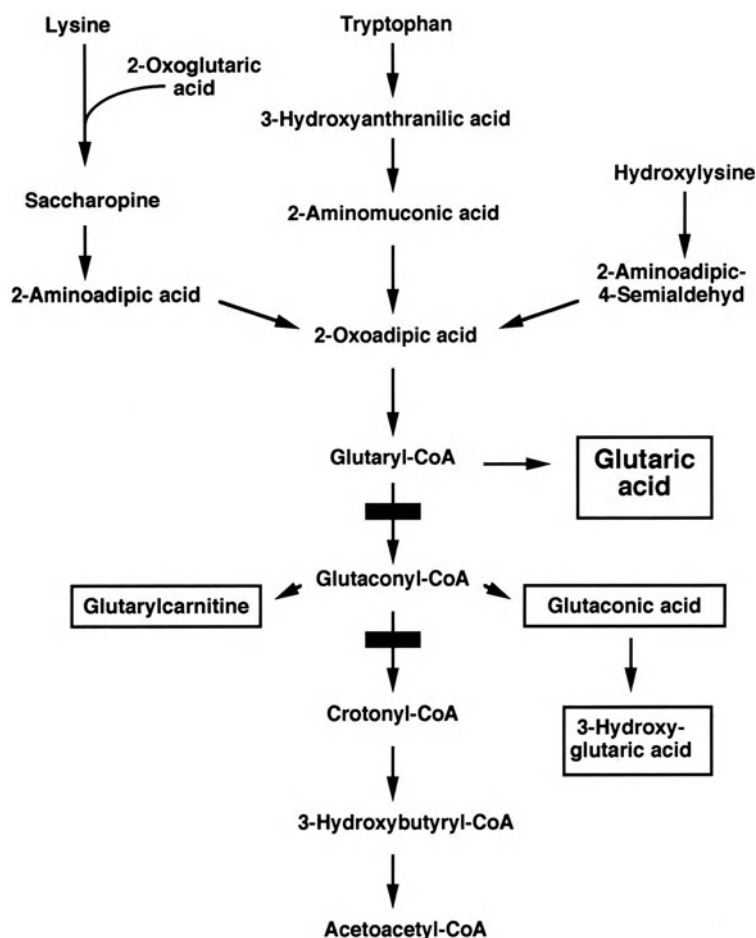 Lysine
Tryptophan
2-Oxoglutaric
acid
3-Hydroxyanthranilic acid
Hydroxylysine
Saccharopine
2-Aminomuconic acid
2-Aminoadipic-
4-Semialdehyd
2-Aminoadipic acid
2-Oxoadipic acid
Glutaryl-CoA
Glutaric
acid
Glutaconyl-CoA
Glutarylcarnitine
Glutaconic acid
Crotonyl-CoA
3-Hydroxy-
glutaric acid
3-Hydroxybutyryl-CoA
Acetoacetyl-CoA